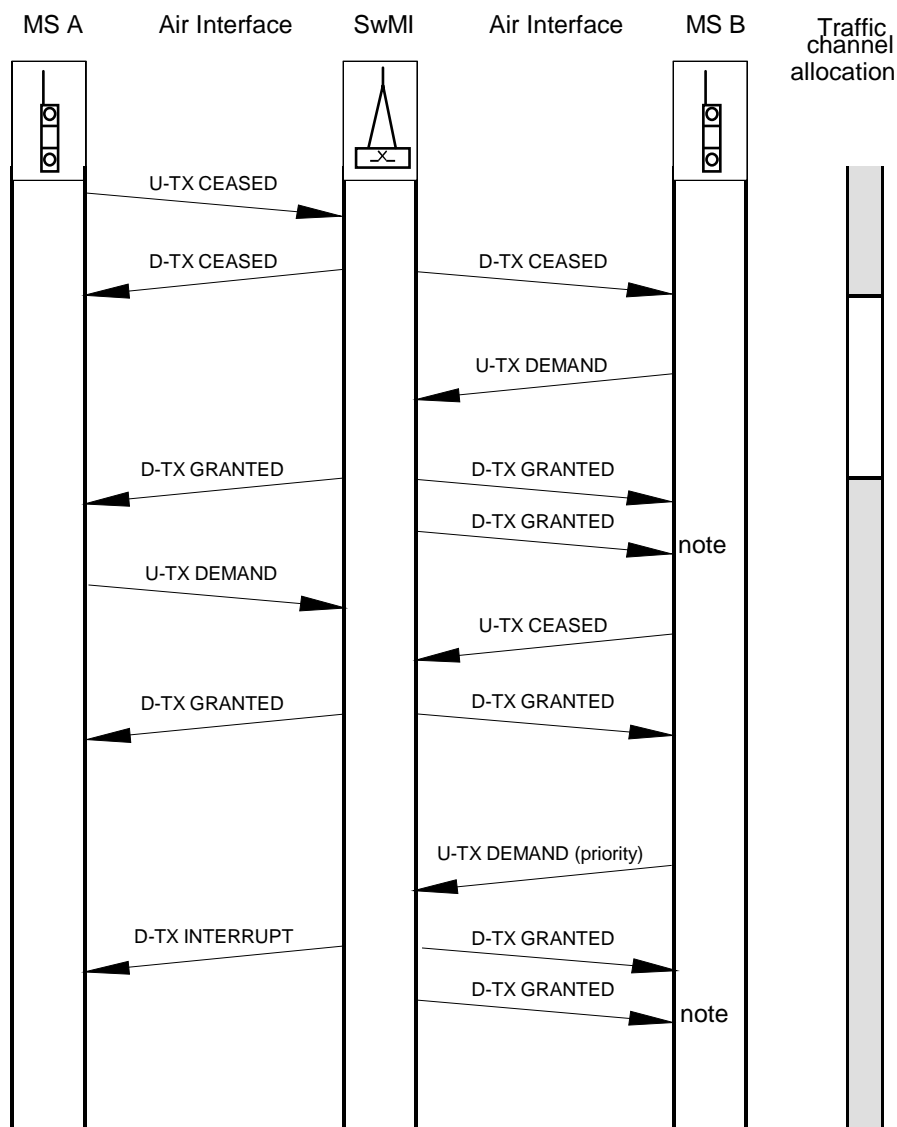 MS A Air Interface SwMI Air Interface MS B Traffic
channel
allocation
U-TX CEASED
D-TX CEASED D-TX CEASED
U-TX DEMAND
D-TX GRANTED D-TX GRANTED
D-TX GRANTED
note
U-TX DEMAND
U-TX CEASED
D-TX GRANTED D-TX GRANTED
U-TX DEMAND (priority)
D-TX INTERRUPT D-TX GRANTED
D-TX GRANTED
note